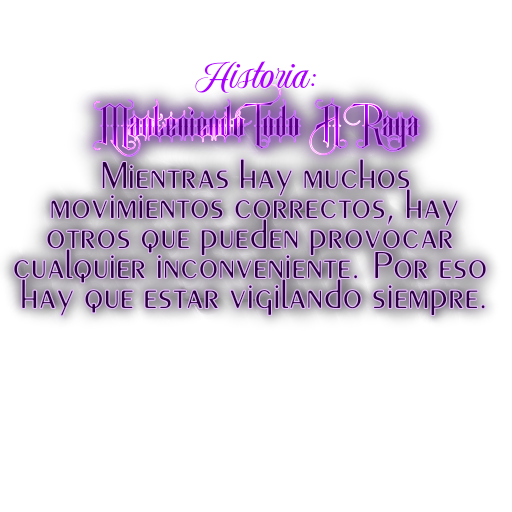 Historia:
Manteniendo Todo A Raya
Mientras hay muchos
movimientos correctos, hay
otros que pueden provocar
cualquier inconveniente. Por eso
hay que estar vigilando siempre.